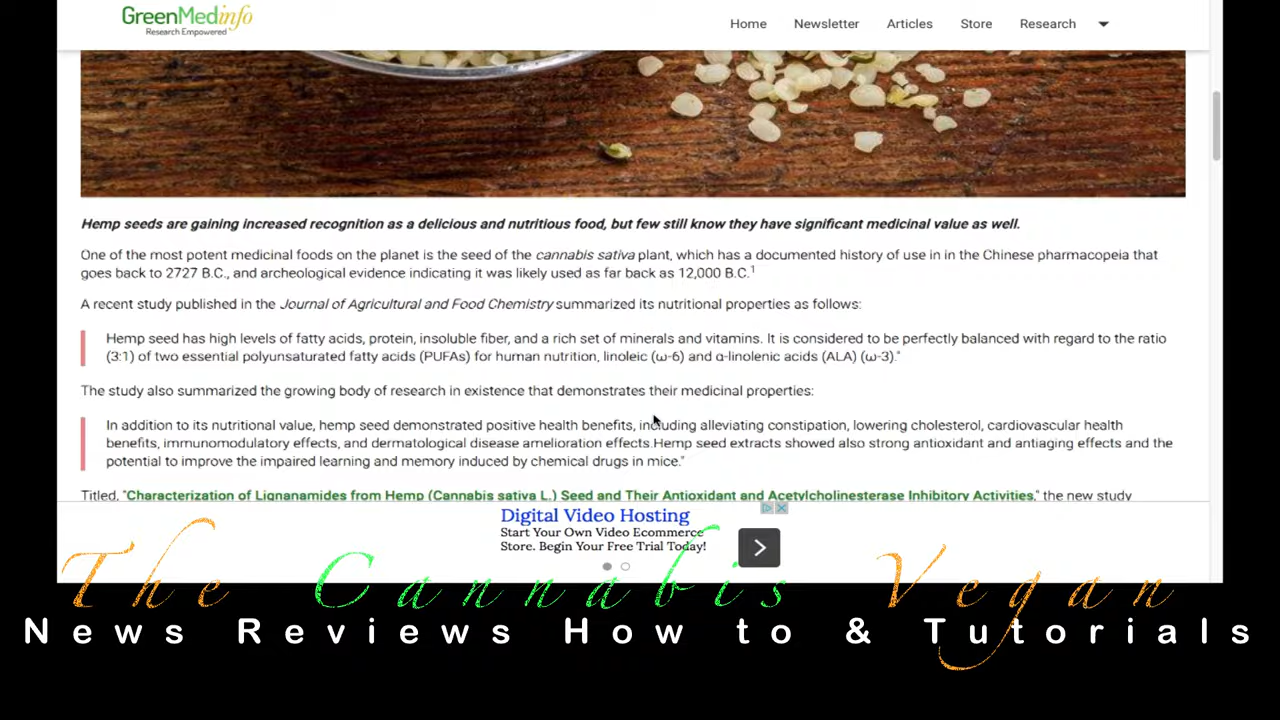 GreenMedinfo
Research Empowered
Home Newsletter Articles Store Research
Hemp seeds are gaining increased recognition as a delicious and nutritious food, but few still know they have significant medicinal value as well.
One of the most potent medicinal foods on the planet is the seed of the cannabis sativa plant, which has a documented history of use in in the Chinese pharmacopeia that
goes back to 2727 B.C., and archeological evidence indicating it was likely used as far back as 12,000 B.C.1
A recent study published in the Journal of Agricultural and Food Chemistry summarized its nutritional properties as follows:
Hemp seed has high levels of fatty acids, protein, insoluble fiber, and a rich set of minerals and vitamins. It is considered to be perfectly balanced with regard to the ratio
(3:1) of two essential polyunsaturated fatty acids (PUFAs) for human nutrition, linoleic (ω-6) and α-linolenic acids (ALA) (ω-3)."
The study also summarized the growing body of research in existence that demonstrates their medicinal properties:
In addition to its nutritional value, hemp seed demonstrated positive health benefits, including alleviating constipation, lowering cholesterol, cardiovascular health
benefits, immunomodulatory effects, and dermatological disease amelioration effects.Hemp seed extracts showed also strong antioxidant and antiaging effects and the
potential to improve the impaired learning and memory induced by chemical drugs in mice."
Titled, "Characterization of Lignanamides from Hemp (Cannabis sativa L.) Seed and Their Antioxidant and Acetylcholinesterase Inhibitory Activities," the new study
Digital Video Hosting
Start Your Own Video Ecommerce
Store. Begin Your Free Trial Today!
The Cannabis Vegan
News Reviews How to & Tutorials